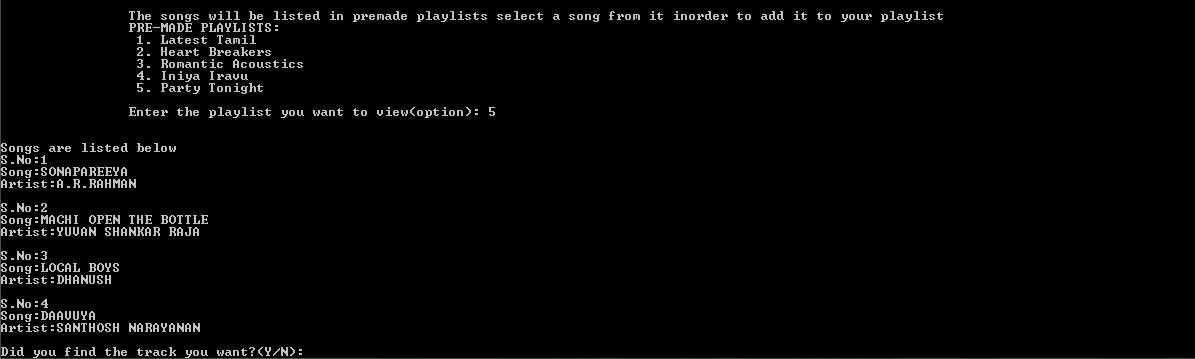 The songs will be listed in premade playlists select a song from it inorder to add it to your playlist
PRE-MADE PLAYLISTS:
1. Latest Tamil
2. Heart Breakers
3. Romantic Acoustics
4. Iniya Iravu
5. Party Tonight
Enter the playlist you want to view(option): 5
Songs are listed below
S.No:1
Song:SONAPAREEYA
Artist:A.R.RAHMAN
S.No:2
Song:MACHI OPEN THE BOTTLE
Artist:YUVAN SHANKAR RAJA
S.No:3
Song:LOCAL BOYS
Artist:DHANUSH
S.No:4
Song:DAAVUYA
Artist:SANTHOSH NARAYANAN
Did you find the track you want?(Y/N):